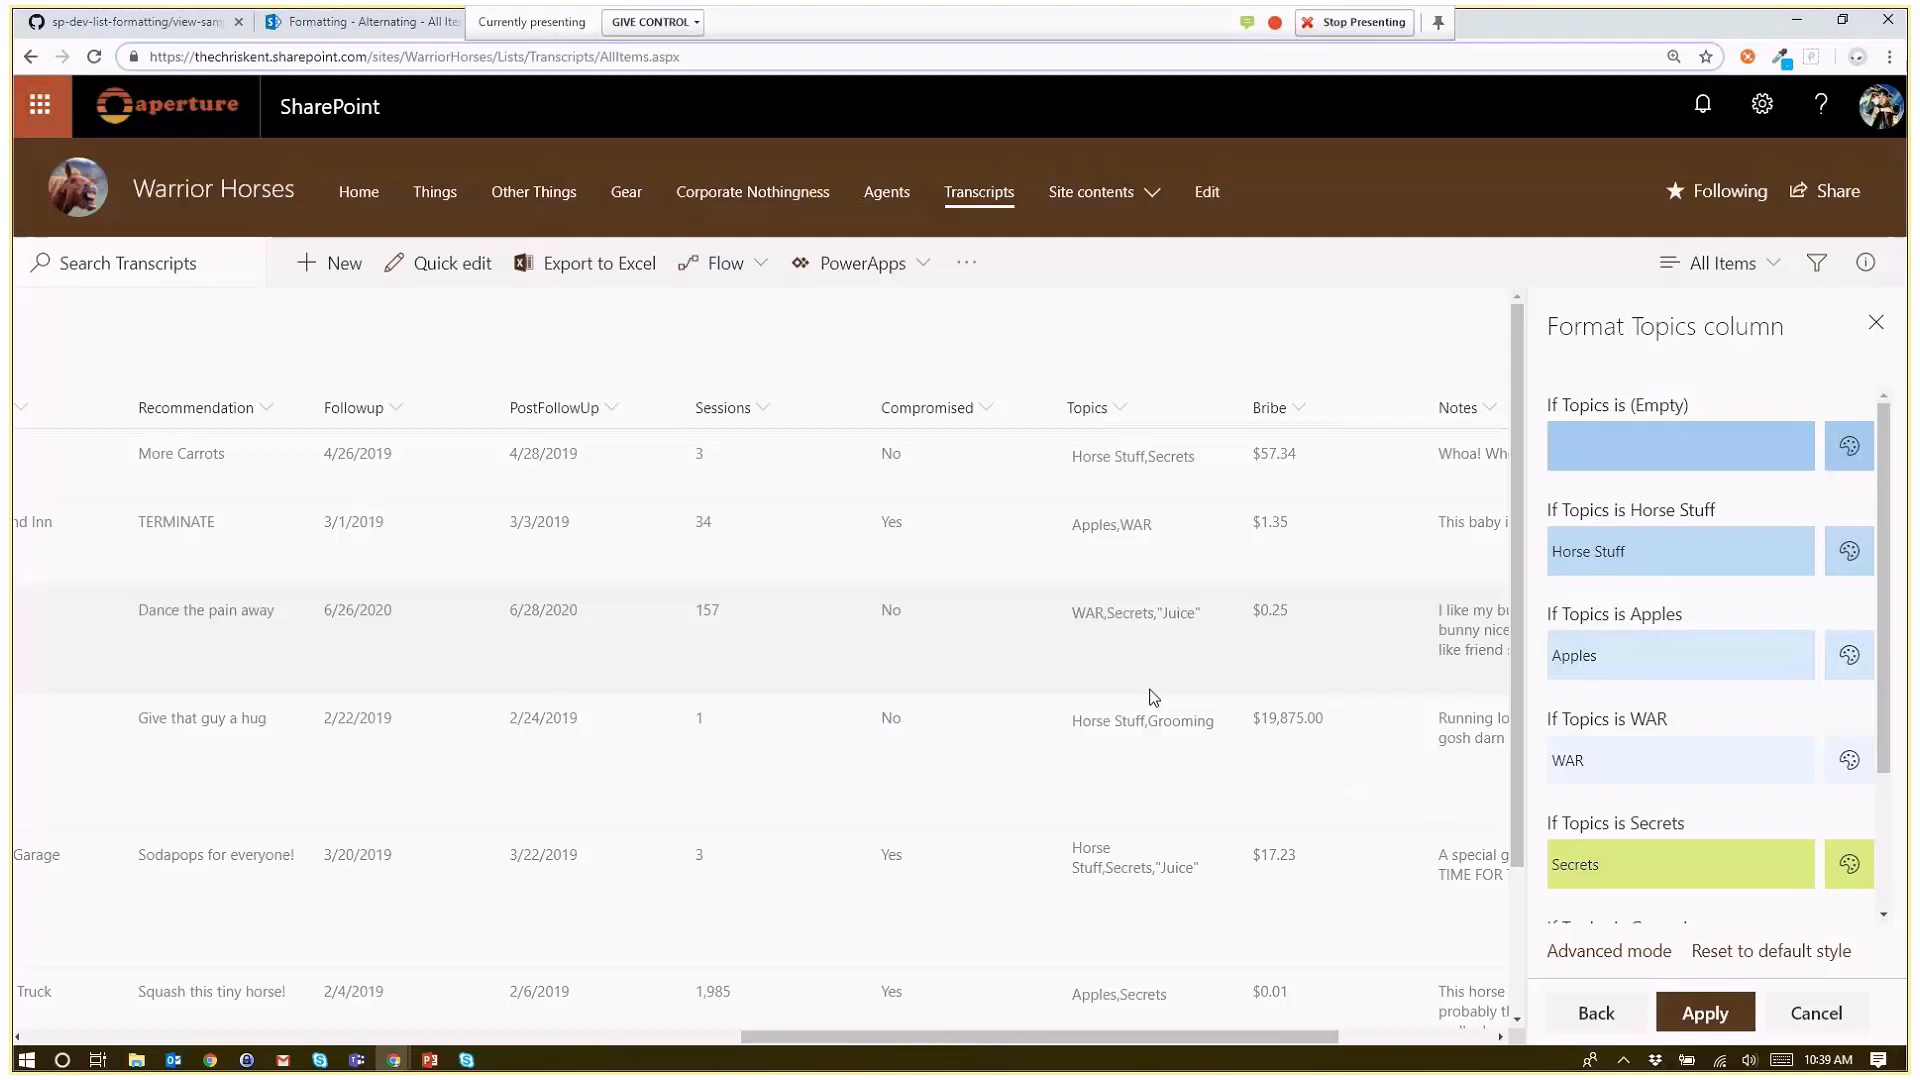 sp-dev-list-formatting/view-sam
Formatting - Alternating - All Ite
Currently presenting
GIVE CONTROL
Stop Presenting
https://thechriskent.sharepoint.com/sites/WarriorHorses/Lists/Transcripts/AllItems.aspx
aperture
SharePoint
Warrior Horses
Home
Things
Other Things
Gear
Corporate Nothingness
Agents
Transcripts
Site contents
Edit
Following
Share
Search Transcripts
New
Quick edit
Export to Excel
Flow
PowerApps
All Items
Recommendation Followup PostFollowUp Sessions Compromised Topics Bribe Notes
More Carrots 4/26/2019 4/28/2019 3 No Horse Stuff,Secrets $57.34 Whoa! Wh
nd Inn TERMINATE 3/1/2019 3/3/2019 34 Yes Apples,WAR $1.35 This baby i
Dance the pain away 6/26/2020 6/28/2020 157 No WAR,Secrets,"Juice" $0.25 I like my bu
bunny nice
like friend
Give that guy a hug 2/22/2019 2/24/2019 1 No Horse Stuff,Grooming $19,875.00 Running lo
gosh darn
Garage Sodapops for everyone! 3/20/2019 3/22/2019 3 Yes Horse
Stuff,Secrets,"Juice" $17.23 A special g
TIME FOR
Truck Squash this tiny horse! 2/4/2019 2/6/2019 1,985 Yes Apples,Secrets $0.01 This horse
probably th
Format Topics column
If Topics is (Empty)
If Topics is Horse Stuff
Horse Stuff
If Topics is Apples
Apples
If Topics is WAR
WAR
If Topics is Secrets
Secrets
Advanced mode
Reset to default style
Back
Apply
Cancel
10:39 AM